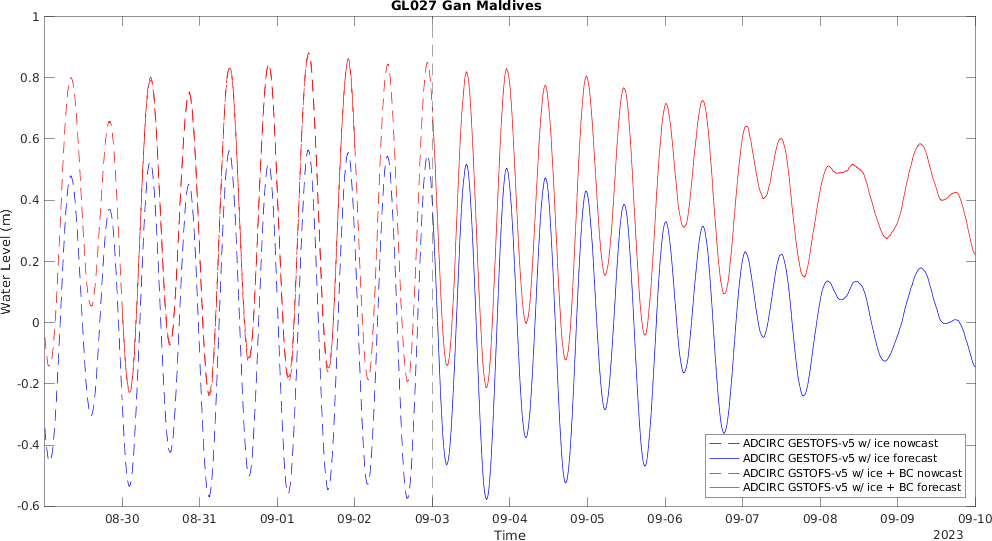 GL027 Gan Maldives
1
0.8
0.6
0.4
0.2
0
-0.2
-0.4
-0.6
Water Level (m)
ADCIRC GESTOFS-v5 w/ ice nowcast
ADCIRC GESTOFS-v5 w/ ice forecast
ADCIRC GSTOFS-v5 w/ ice + BC nowcast
ADCIRC GSTOFS-v5 w/ ice + BC forecast
08-30 08-31 09-01 09-02 09-03 09-04 09-05 09-06 09-07 09-08 09-09 09-10
Time
2023